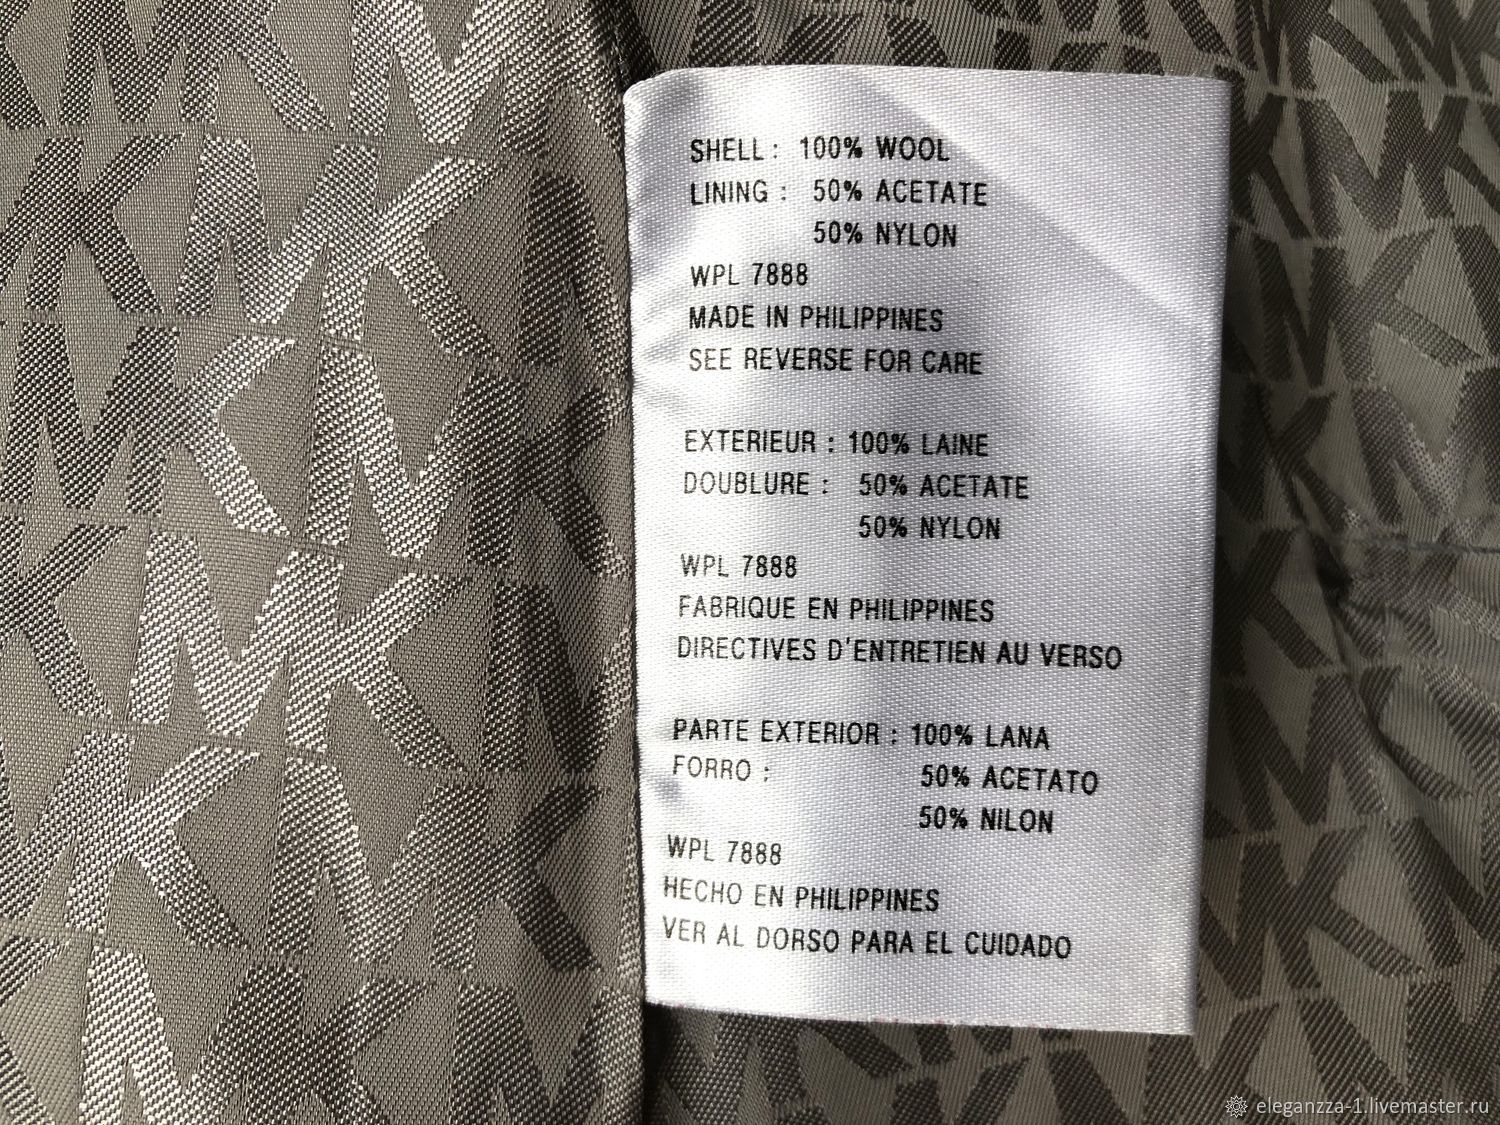 SHELL : 100% WOOL
LINING : 50% ACETATE
50% NYLON
WPL 7888
MADE IN PHILIPPINES
SEE REVERSE FOR CARE
EXTERIEUR : 100% LAINE
DOUBLURE : 50% ACETATE
50% NYLON
WPL 7888
FABRIQUE EN PHILIPPINES
DIRECTIVES D'ENTRETIEN AU VERSO
PARTE EXTERIOR : 100% LANA
FORRO : 50% ACETATO
50% NILON
WPL 7888
HECHO EN PHILIPPINES
VER AL DORSO PARA EL CUIDADO
eleganzza-1.livemaster.ru